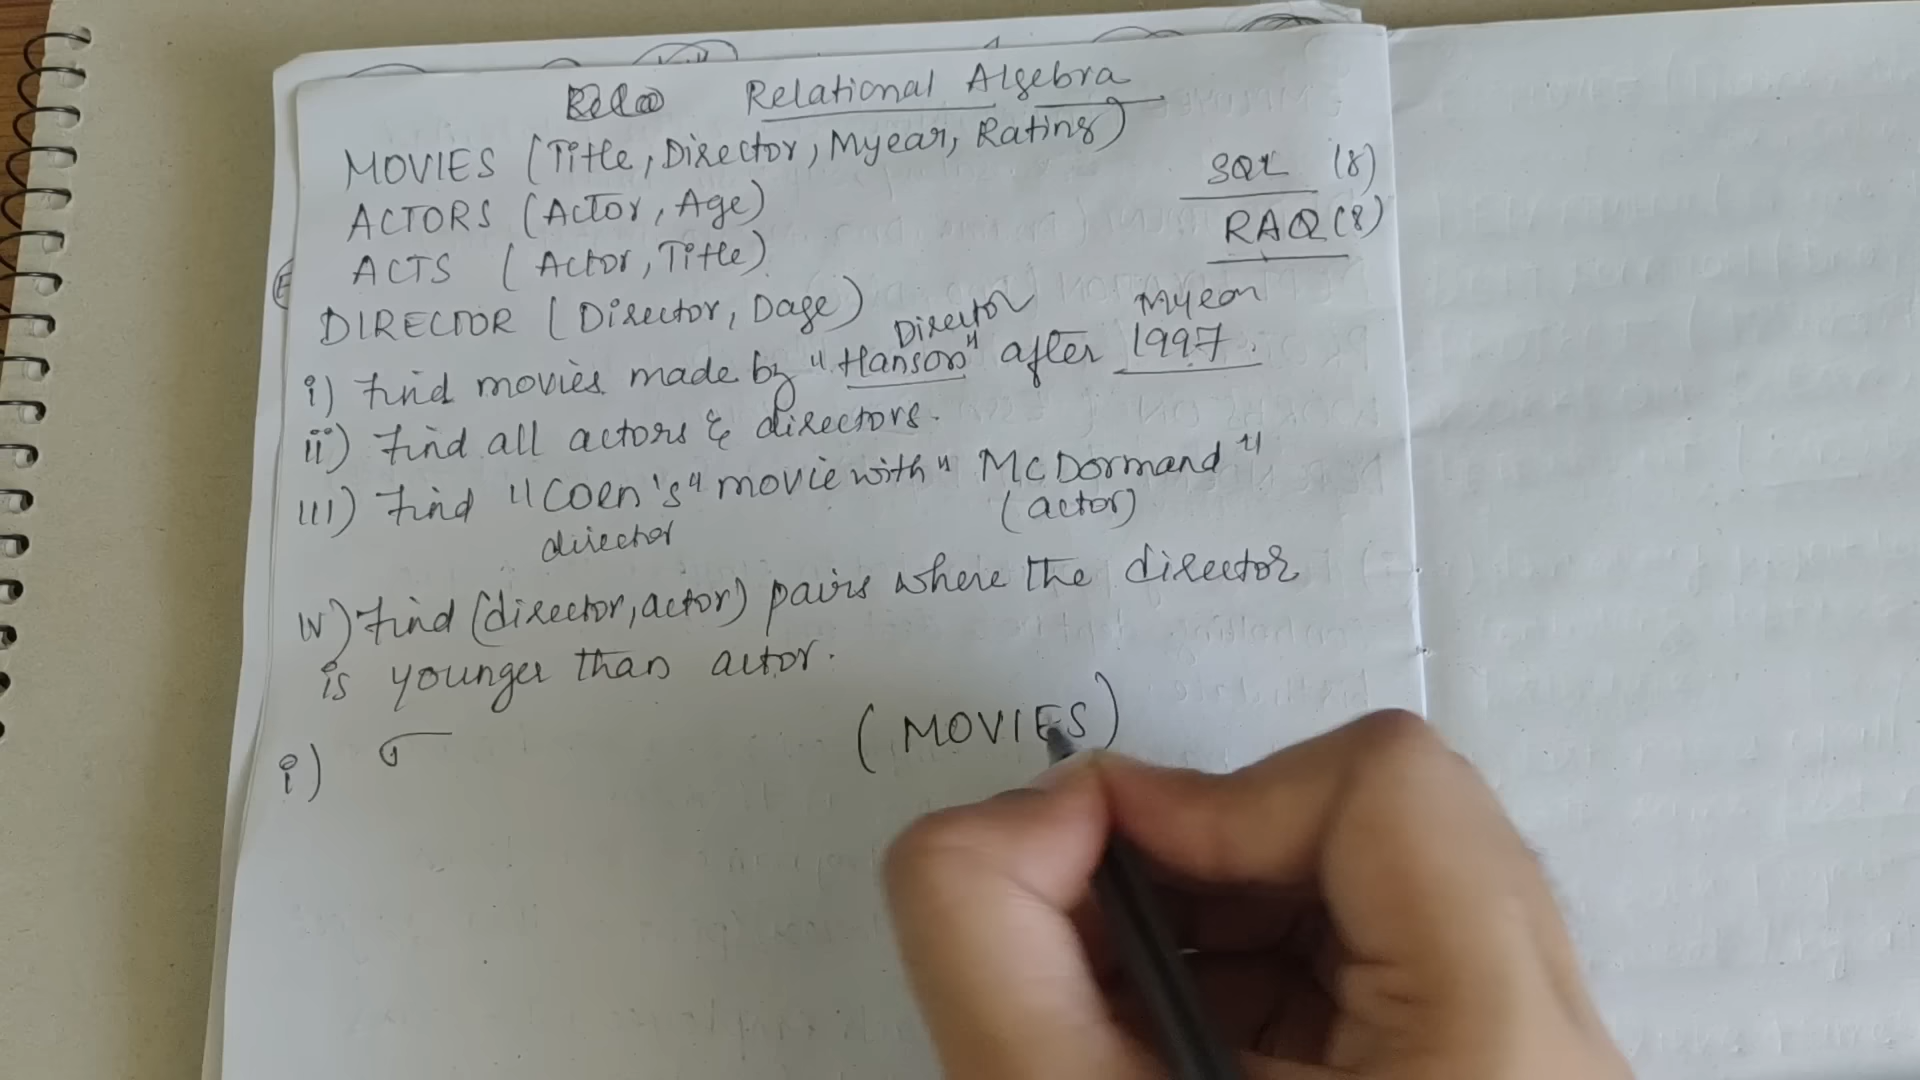 Relational Algebra
MOVIES (Title, Director, Myear, Rating)
ACTORS (Actor, Age)
ACTS (Actor, Title)
DIRECTOR (Director, Dage)
SQL (8)
RAQ (8)
Director Myear
i) Find movies made by "Hanson" after 1997.
ii) Find all actors & directors.
iii) Find "Coen's" movie with "McDormand"
director (actor)
iv) Find (director, actor) pairs where the director
is younger than actor.
i) σ (MOVIES)